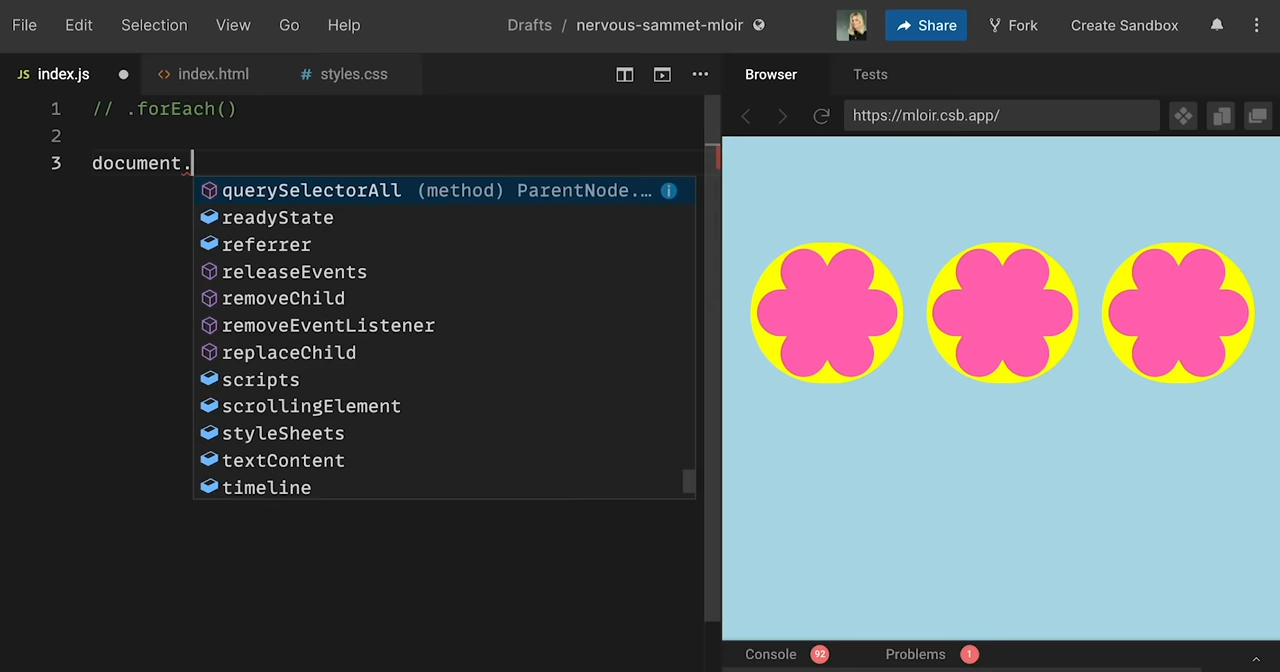 File Edit Selection View Go Help Drafts / nervous-sammet-mloir Share Fork Create Sandbox
JS index.js <> index.html # styles.css ···
1 // .forEach()
2
3 document.
querySelectorAll (method) ParentNode.…
readyState
referrer
releaseEvents
removeChild
removeEventListener
replaceChild
scripts
scrollingElement
styleSheets
textContent
timeline
Browser Tests
https://mloir.csb.app/
Console 92 Problems 1